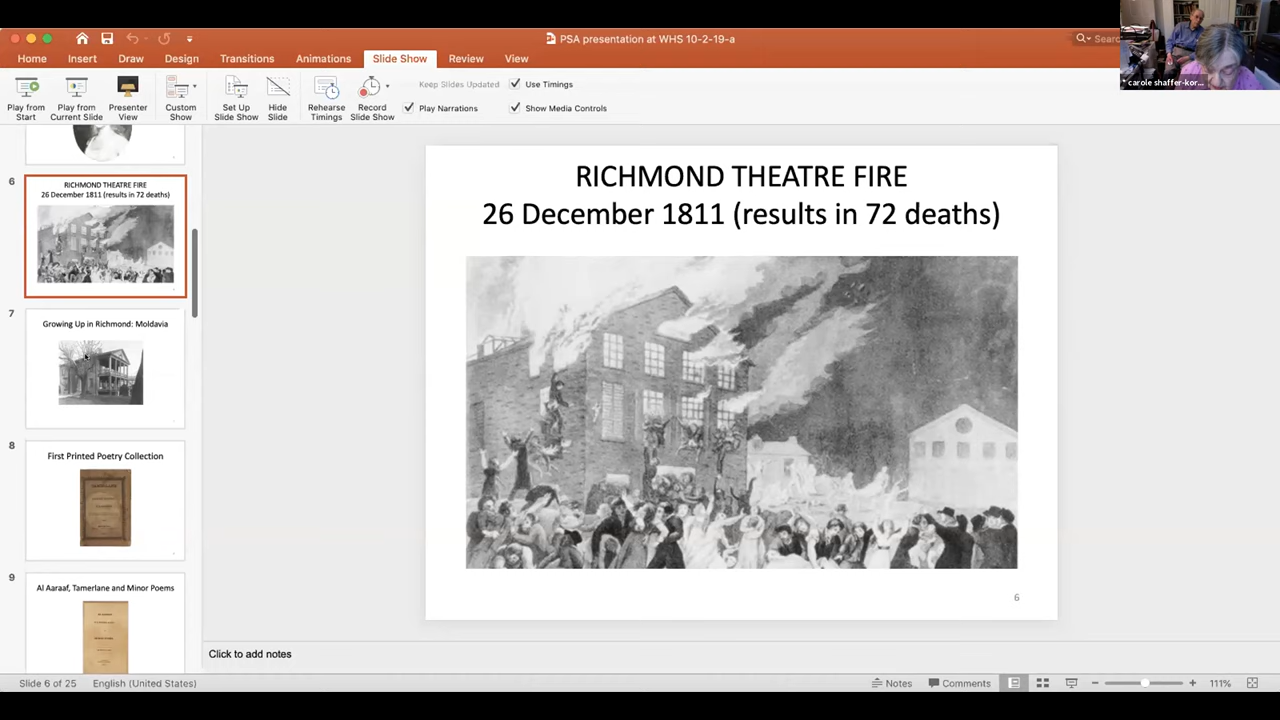 PSA presentation at WHS 10-2-19-a
Searc
Home Insert Draw Design Transitions Animations Slide Show Review View
Play from Start
Play from Current Slide
Presenter View
Custom Show
Set Up Slide Show
Hide Slide
Rehearse Timings
Record Slide Show
Keep Slides Updated
Use Timings
Play Narrations
Show Media Controls
* carole shaffer-kor...
6
RICHMOND THEATRE FIRE
26 December 1811 (results in 72 deaths)
7
Growing Up in Richmond: Moldavia
8
First Printed Poetry Collection
9
Al Aaraaf, Tamerlane and Minor Poems
RICHMOND THEATRE FIRE
26 December 1811 (results in 72 deaths)
6
Click to add notes
Slide 6 of 25 English (United States) Notes Comments 111%